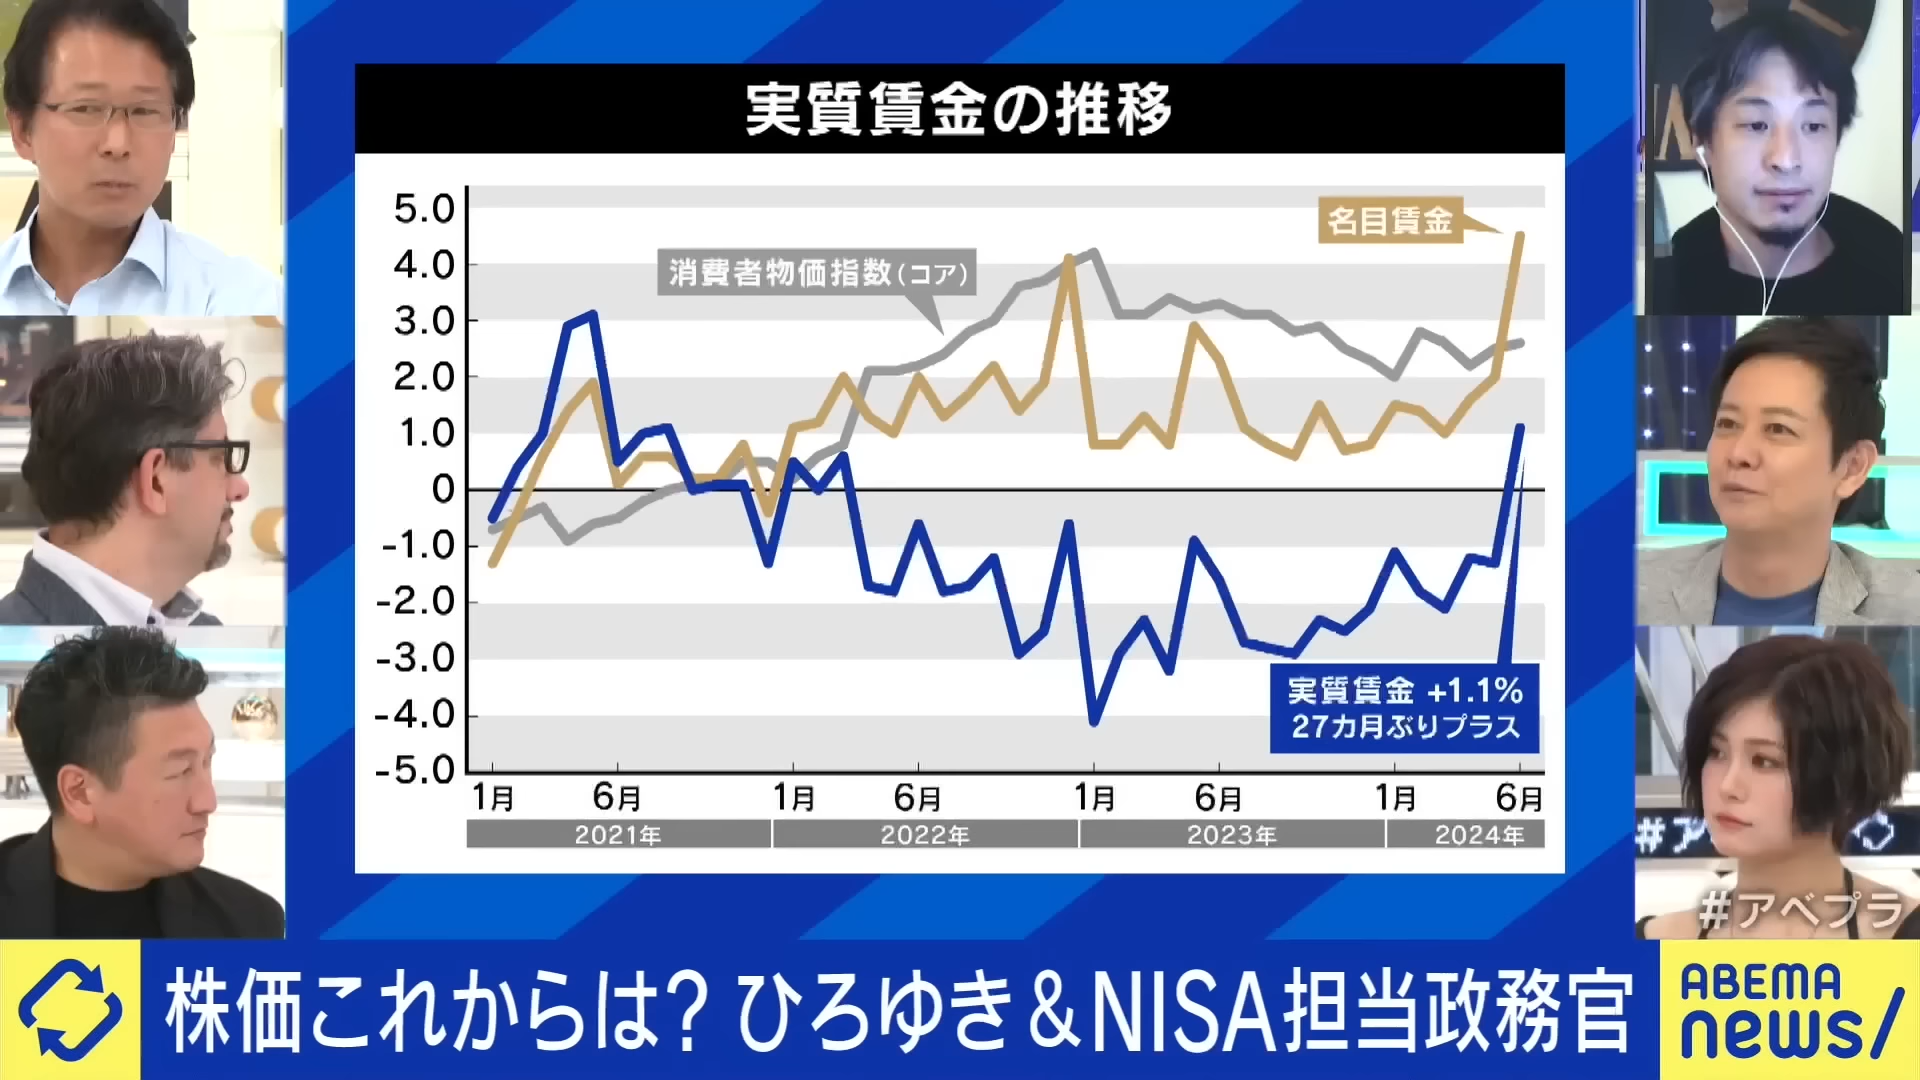 実質賃金の推移
5.0
4.0
3.0
2.0
1.0
0
-1.0
-2.0
-3.0
-4.0
-5.0
名目賃金
消費者物価指数(コア)
実質賃金 +1.1%
27カ月ぶりプラス
1月 6月 1月 6月 1月 6月 1月 6月
2021年 2022年 2023年 2024年
#アベプラ
株価これからは? ひろゆき&NISA担当政務官
ABEMA
news/